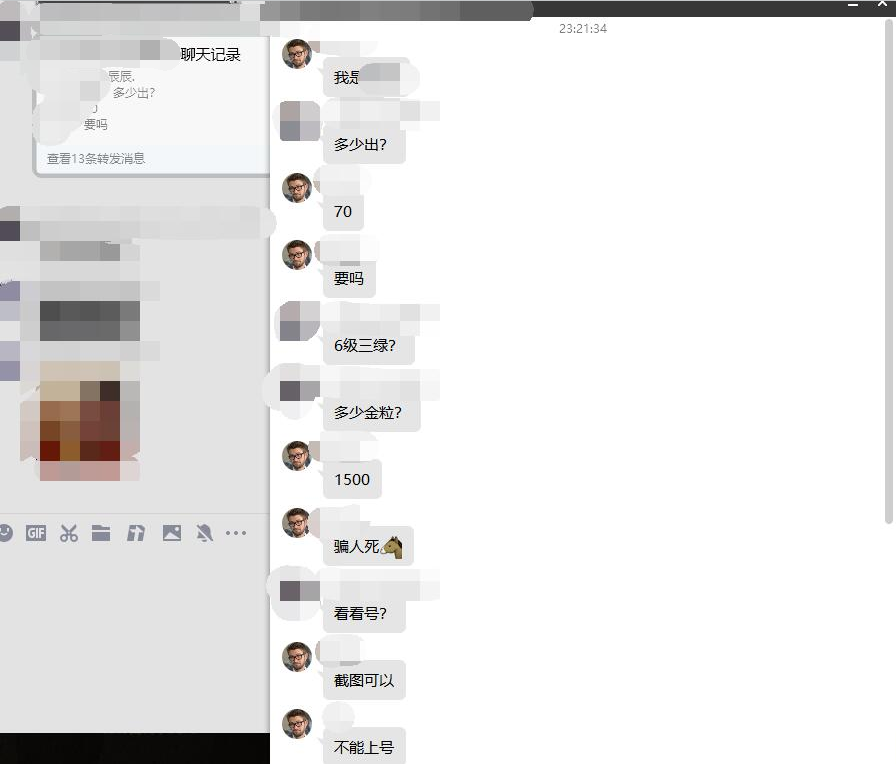 聊天记录
辰辰.
多少出?
要吗
查看13条转发消息
GIF
23:21:34
我是
多少出?
70
要吗
6级三绿?
多少金粒?
1500
骗人死
看看号?
截图可以
不能上号